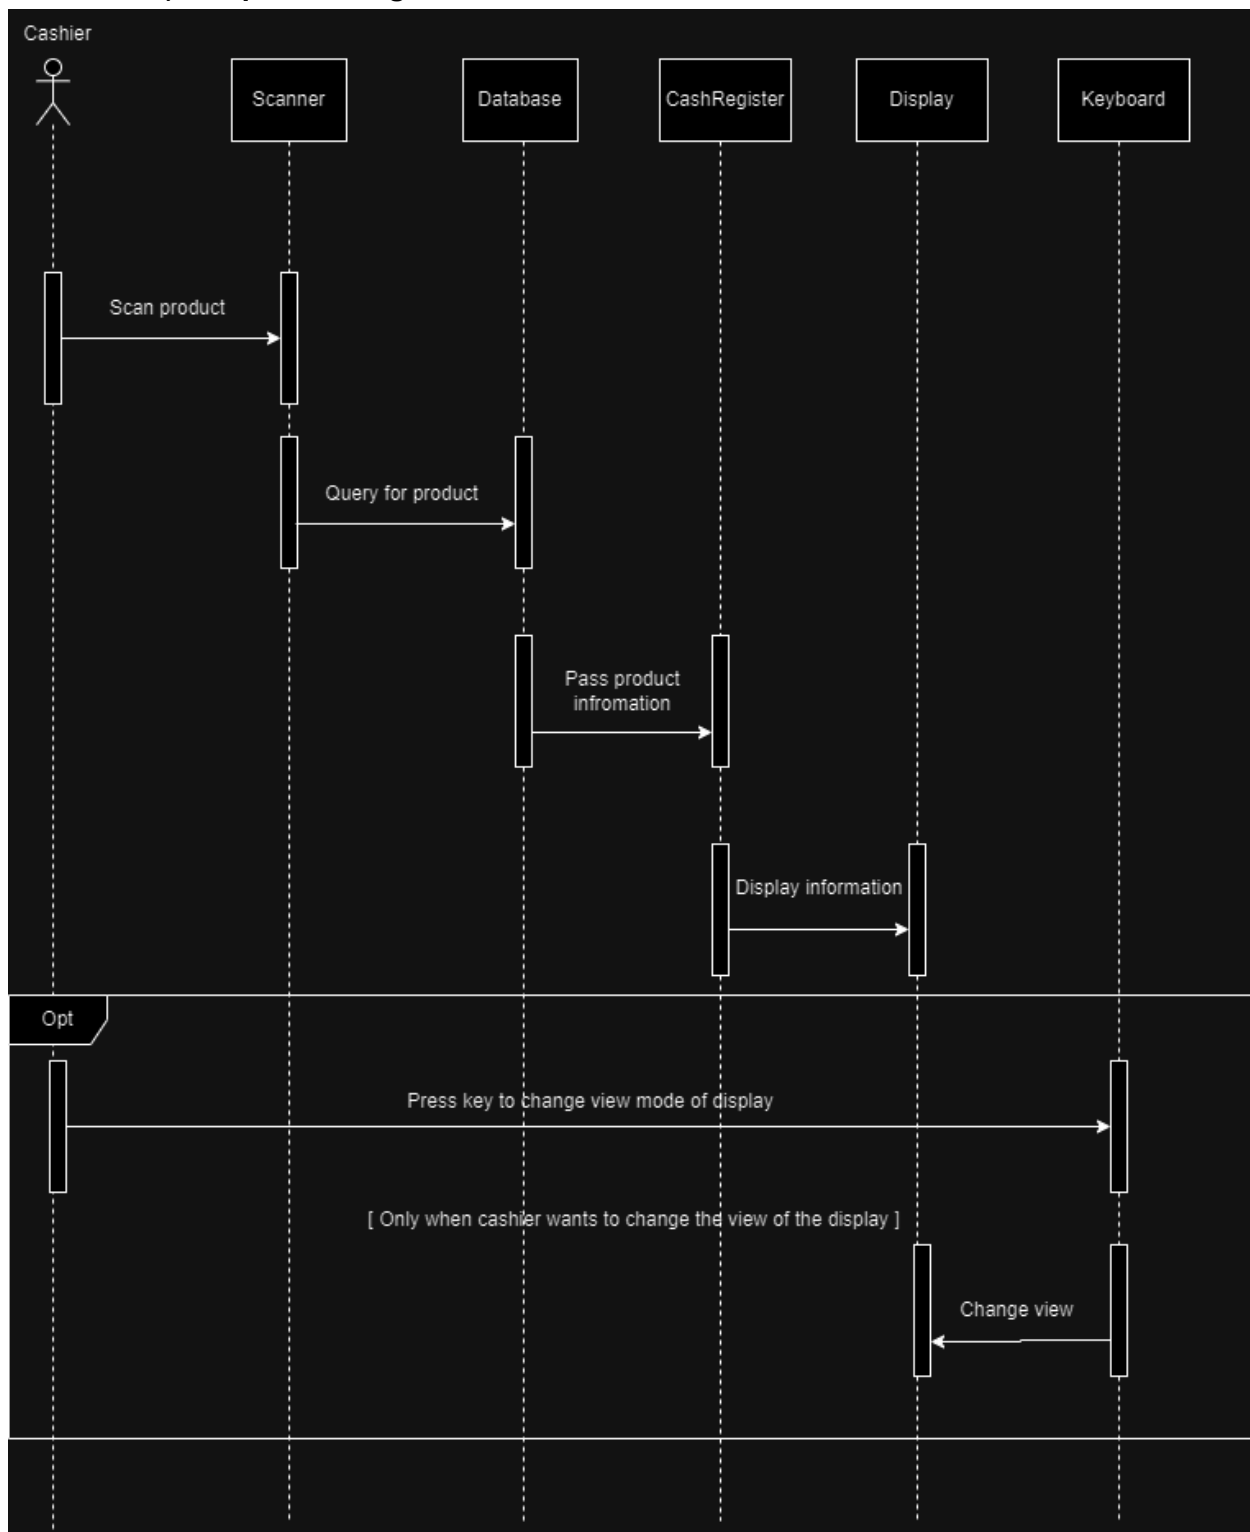 Cashier
Scanner
Database
CashRegister
Display
Keyboard
Scan product
Query for product
Pass product
infromation
Display information
Opt
Press key to change view mode of display
[ Only when cashier wants to change the view of the display ]
Change view